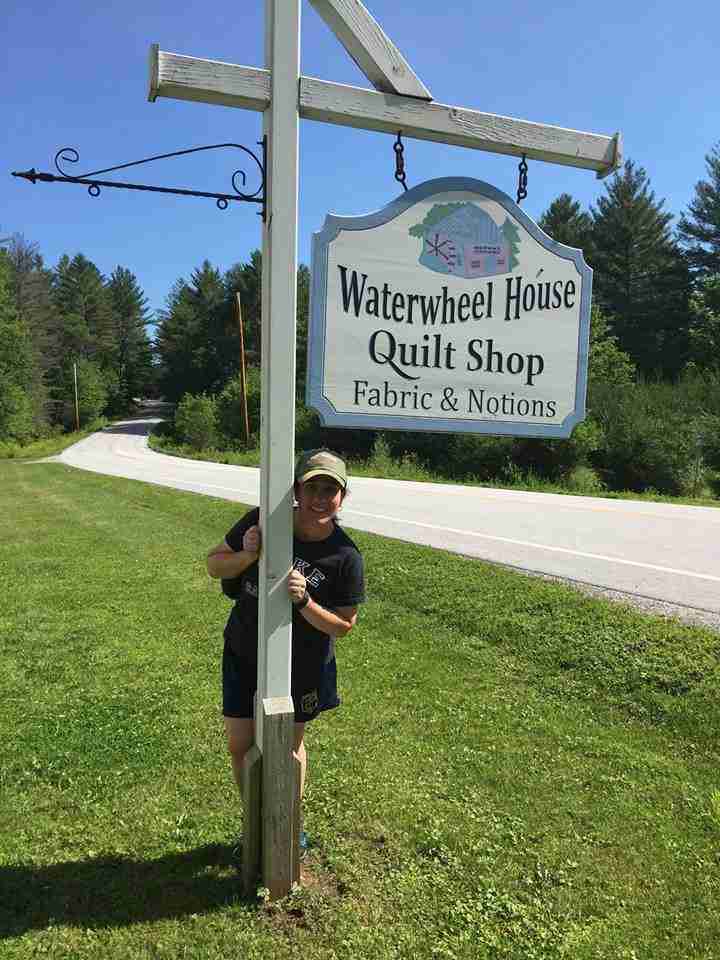 Waterwheel House
Quilt Shop
Fabric & Notions